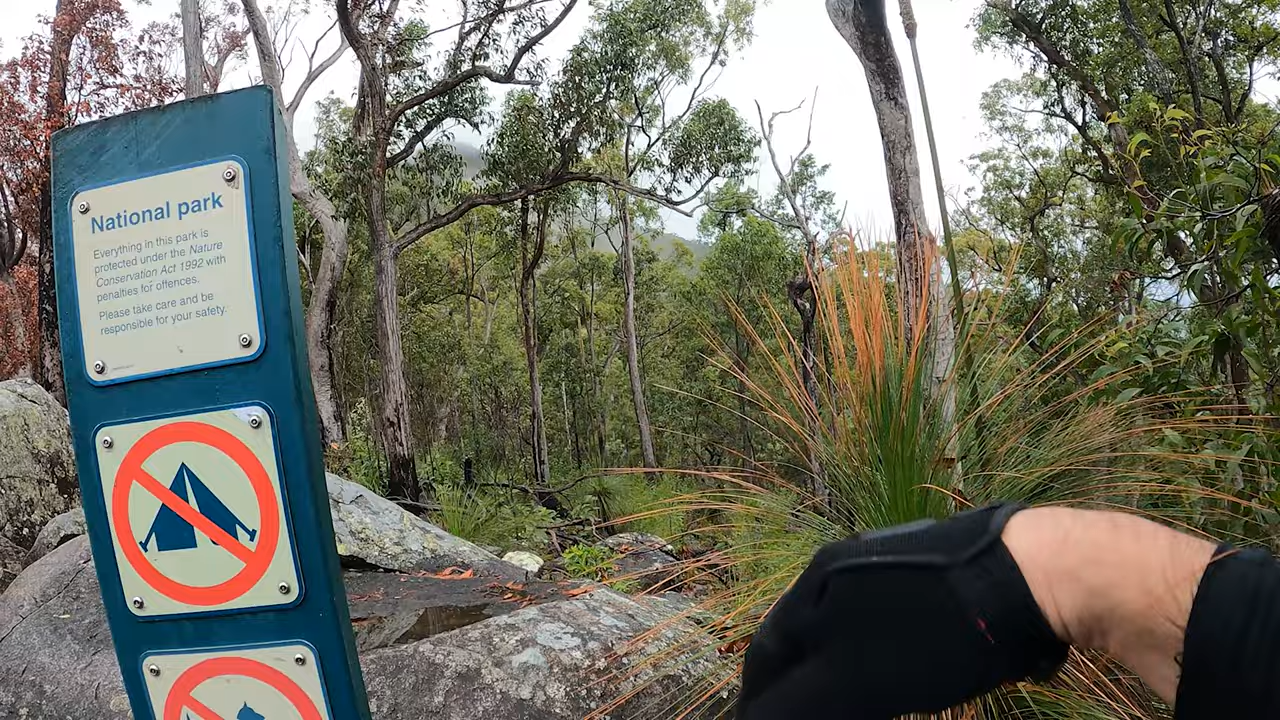 National park
Everything in this park is
protected under the Nature
Conservation Act 1992 with
penalties for offences.
Please take care and be
responsible for your safety.